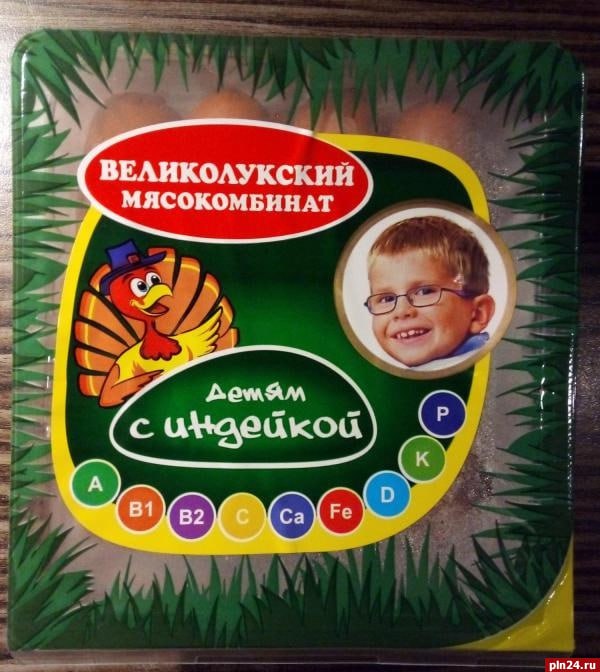 ВЕЛИКОЛУКСКИЙ
МЯСОКОМБИНАТ
Детям
с индейкой
A
B1
B2
C
Ca
Fe
D
K
P
pln24.ru